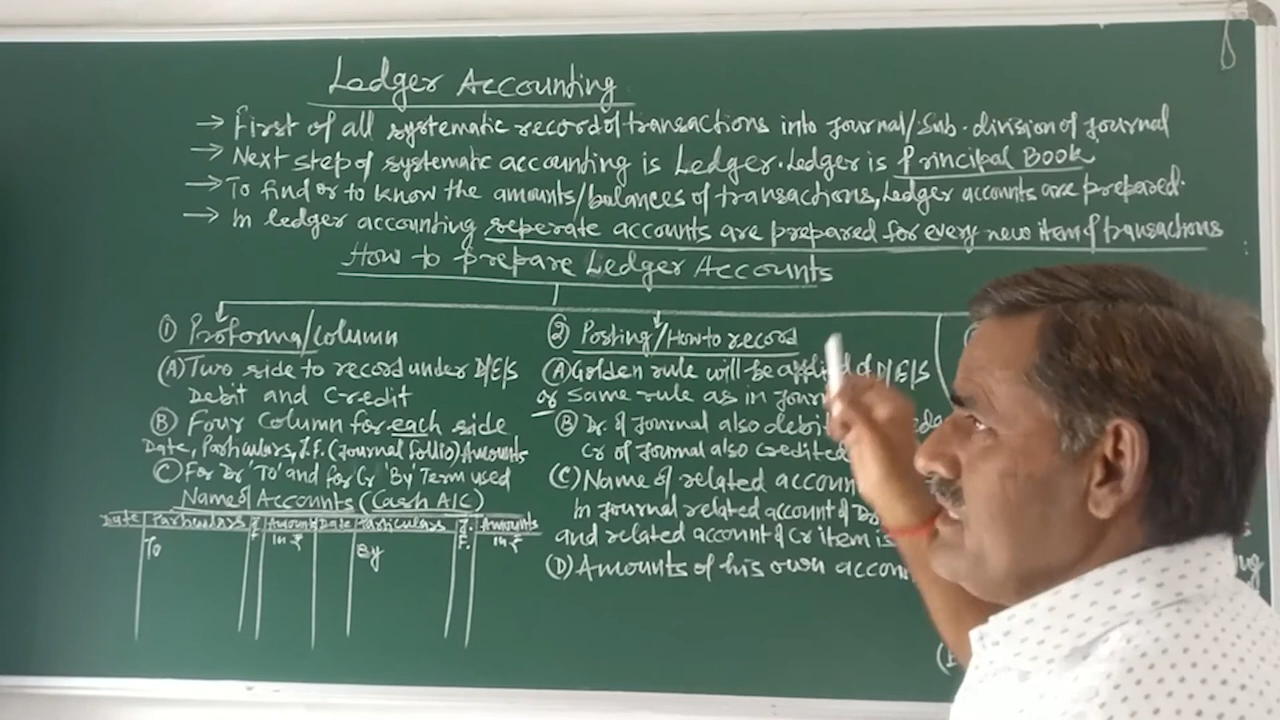 Ledger Accounting
→ First of all systematic record of transactions into Journal/Sub-division of Journal
→ Next step of systematic accounting is Ledger. Ledger is Principal Book
→ To find or to know the amounts/balances of transactions, Ledger accounts are prepared.
→ In ledger accounting seperate accounts are prepared for every new item of transactions
How to prepare Ledger Accounts
① Proforma/Column
(A) Two side to record under D/E/S
Debit and Credit
Ⓑ Four Column for each side
Date, Particulars, J.F. (Journal Follio) Amounts
Ⓒ For Dr 'To' and for Cr 'By' Term used
Name of Accounts (Cash A/C)
Date Particulars J.F. Amount in ₹ Date Particulars J.F. Amounts in ₹
To By
② Posting/How to record
(A) Golden rule will be applied of D/E/S
or same rule as in
Ⓑ Dr. of Journal also
Cr of Journal also credited
(C) Name of related
In Journal related account of
and related account of Cr item is
(D) Amounts of his own